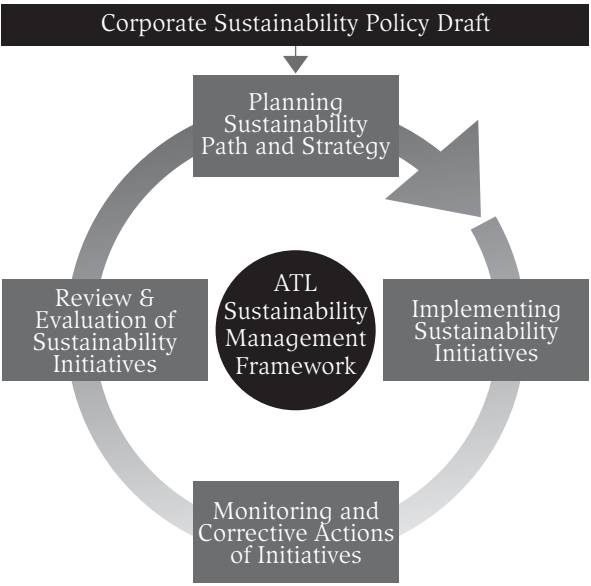 Corporate Sustainability Policy Draft
Planning
Sustainability
Path and Strategy
ATL
Sustainability
Management
Framework
Implementing
Sustainability
Initiatives
Monitoring and
Corrective Actions
of Initiatives
Review &
Evaluation of
Sustainability
Initiatives